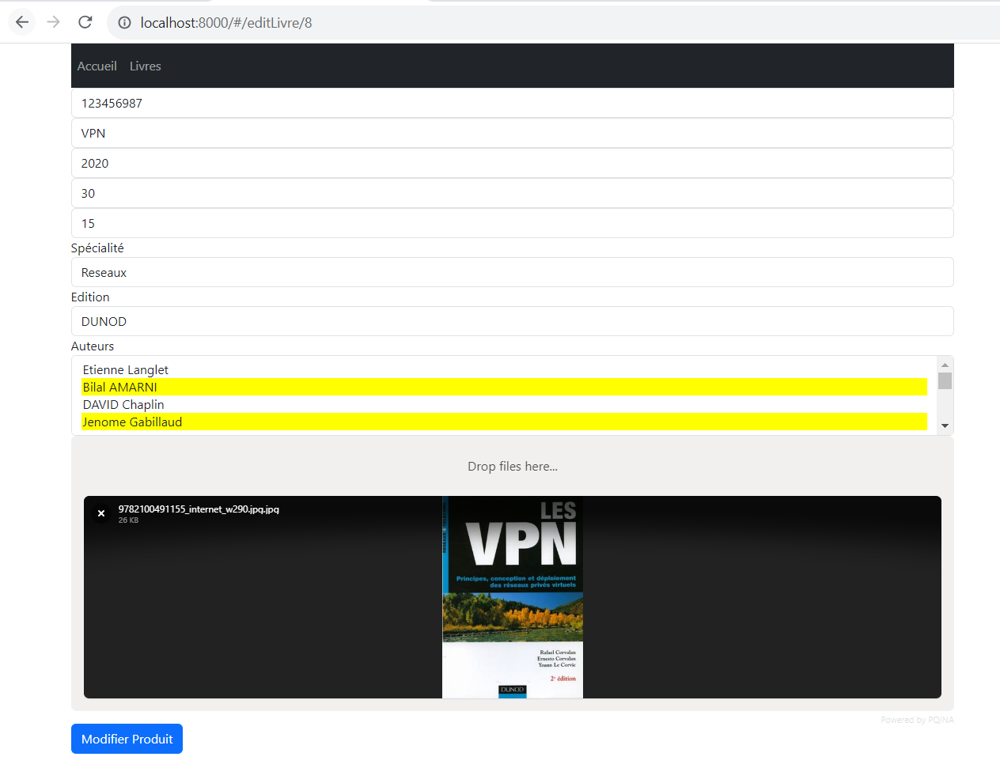 localhost:8000/#/editLivre/8
Accueil Livres
123456987
VPN
2020
30
15
Spécialité
Reseaux
Edition
DUNOD
Auteurs
Etienne Langlet
Bilal AMARNI
DAVID Chaplin
Jenome Gabillaud
Drop files here...
9782100491155_internet_w290.jpg.jpg
26 KB
LES
VPN
Principes, conception et déploiement
des réseaux privés virtuels
Rafael Corvalan
Ernesto Corvalan
Yoann Le Corvic
2e édition
DUNOD
Powered by PQINA
Modifier Produit